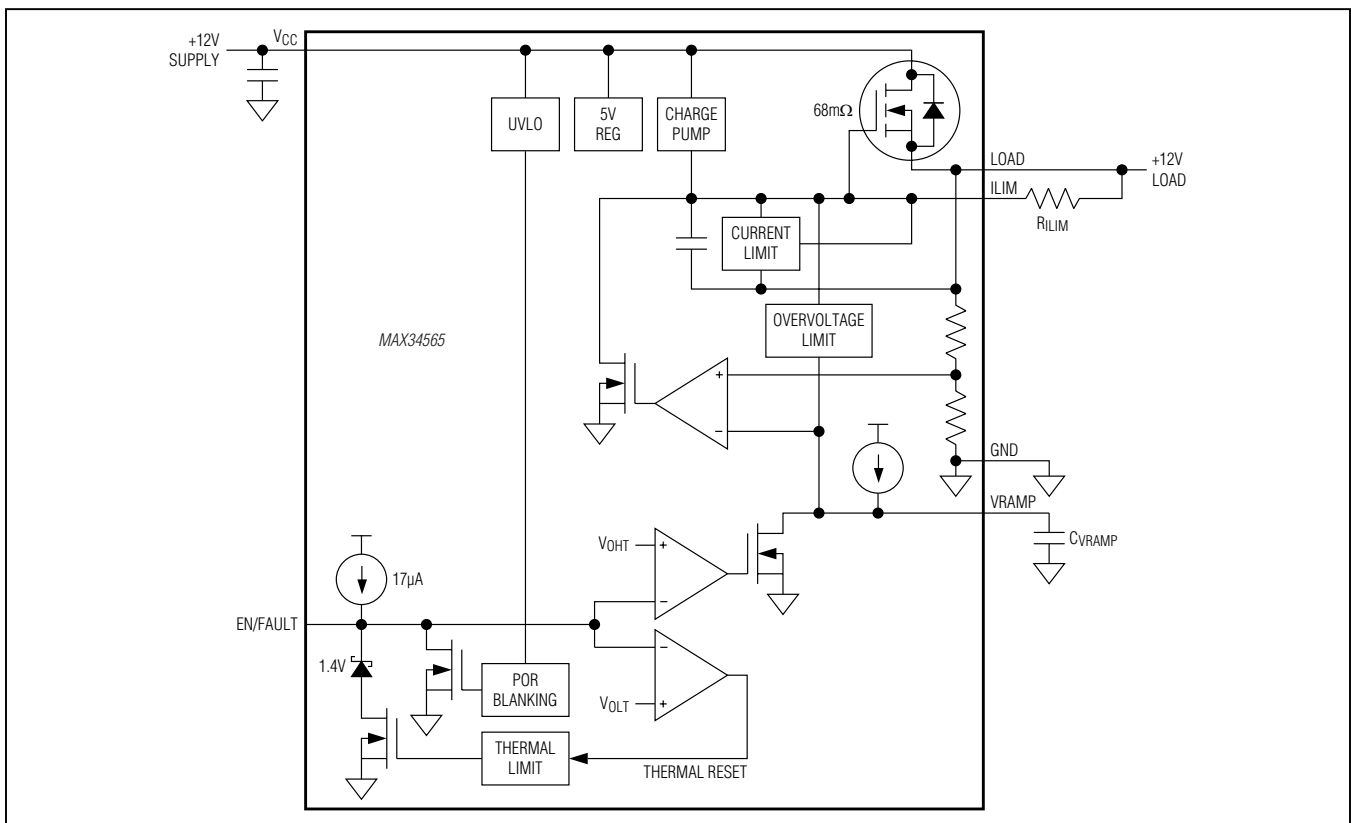 +12V
SUPPLY
VCC
UVLO
5V
REG
CHARGE
PUMP
68mΩ
LOAD
+12V
LOAD
ILIM
RILIM
CURRENT
LIMIT
OVERVOLTAGE
LIMIT
MAX34565
+
−
GND
VRAMP
CVRAMP
VOHT
+
−
17µA
EN/FAULT
1.4V
POR
BLANKING
−
VOLT
+
THERMAL
LIMIT
THERMAL RESET